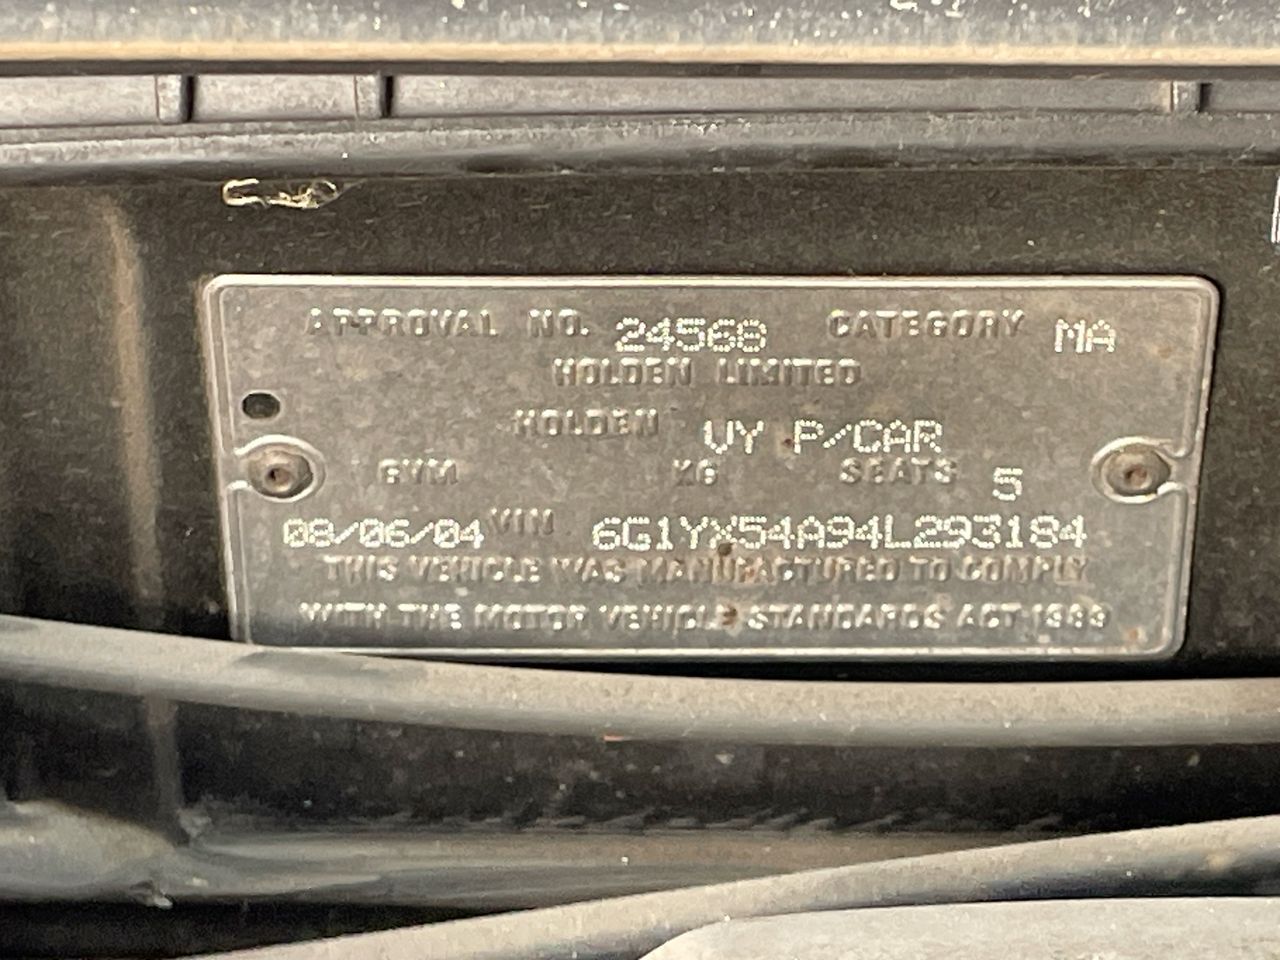 APPROVAL NO. 24568 CATEGORY MA
HOLDEN LIMITED
HOLDEN VY P/CAR
GVM KG SEATS 5
08/06/04 VIN 6G1YX54A94L293184
THIS VEHICLE WAS MANUFACTURED TO COMPLY
WITH THE MOTOR VEHICLE STANDARDS ACT 1989